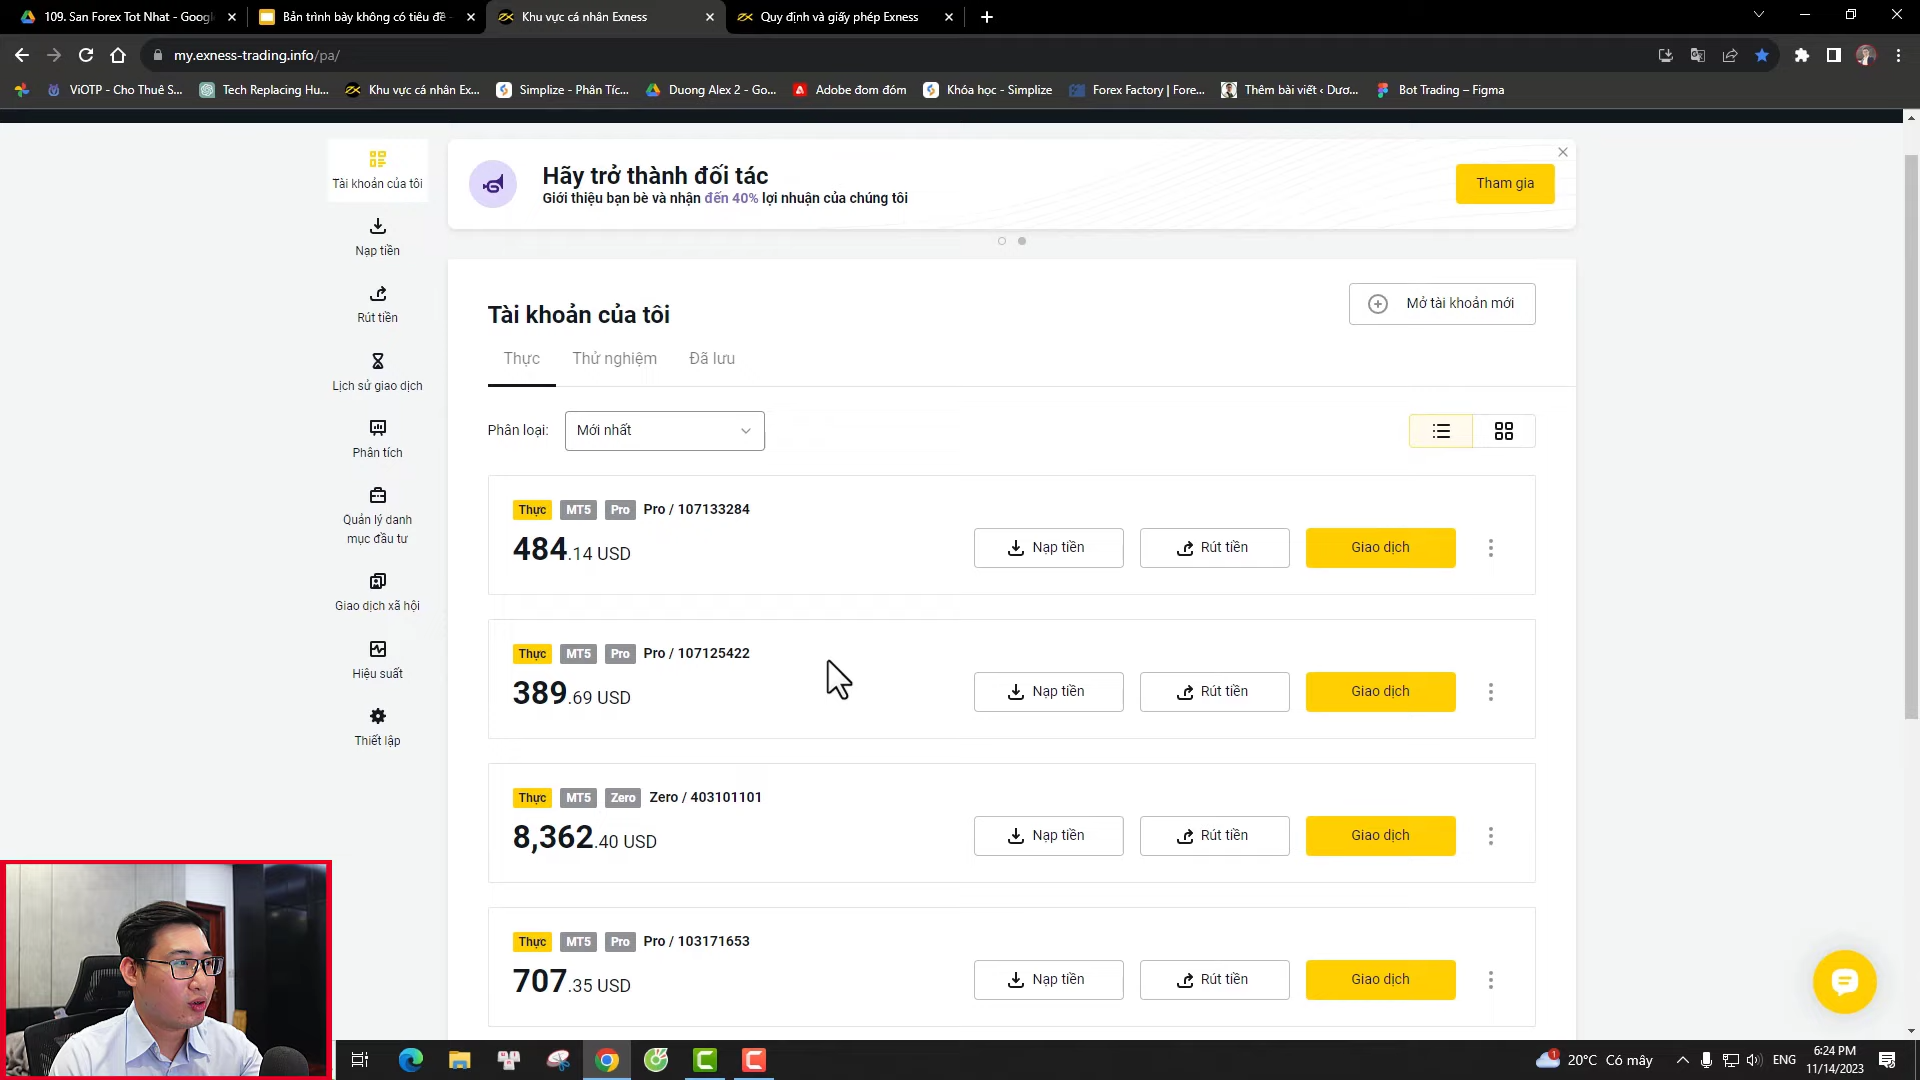 109. San Forex Tot Nhat - Googl
Bản trình bày không có tiêu đề -
Khu vực cá nhân Exness
Quy định và giấy phép Exness
my.exness-trading.info/pa/
ViOTP - Cho Thuê S...
Tech Replacing Hu...
Khu vực cá nhân Ex...
Simplize - Phân Tíc...
Duong Alex 2 - Go...
Adobe đom đóm
Khóa học - Simplize
Forex Factory | Fore...
Thêm bài viết ‹ Dươ...
Bot Trading – Figma
Tài khoản của tôi
Nạp tiền
Rút tiền
Lịch sử giao dịch
Phân tích
Quản lý danh
mục đầu tư
Giao dịch xã hội
Hiệu suất
Thiết lập
Hãy trở thành đối tác
Giới thiệu bạn bè và nhận đến 40% lợi nhuận của chúng tôi
Tham gia
Tài khoản của tôi
Mở tài khoản mới
Thực
Thử nghiệm
Đã lưu
Phân loại:
Mới nhất
Thực MT5 Pro Pro / 107133284
484.14 USD
Nạp tiền
Rút tiền
Giao dịch
Thực MT5 Pro Pro / 107125422
389.69 USD
Nạp tiền
Rút tiền
Giao dịch
Thực MT5 Zero Zero / 403101101
8,362.40 USD
Nạp tiền
Rút tiền
Giao dịch
Thực MT5 Pro Pro / 103171653
707.35 USD
Nạp tiền
Rút tiền
Giao dịch
1
20°C Có mây
ENG
6:24 PM
11/14/2023